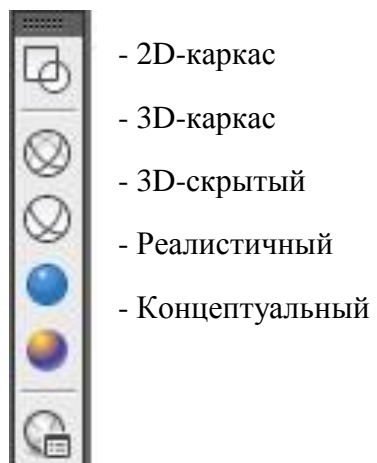 - 2D-каркас
- 3D-каркас
- 3D-скрытый
- Реалистичный
- Концептуальный